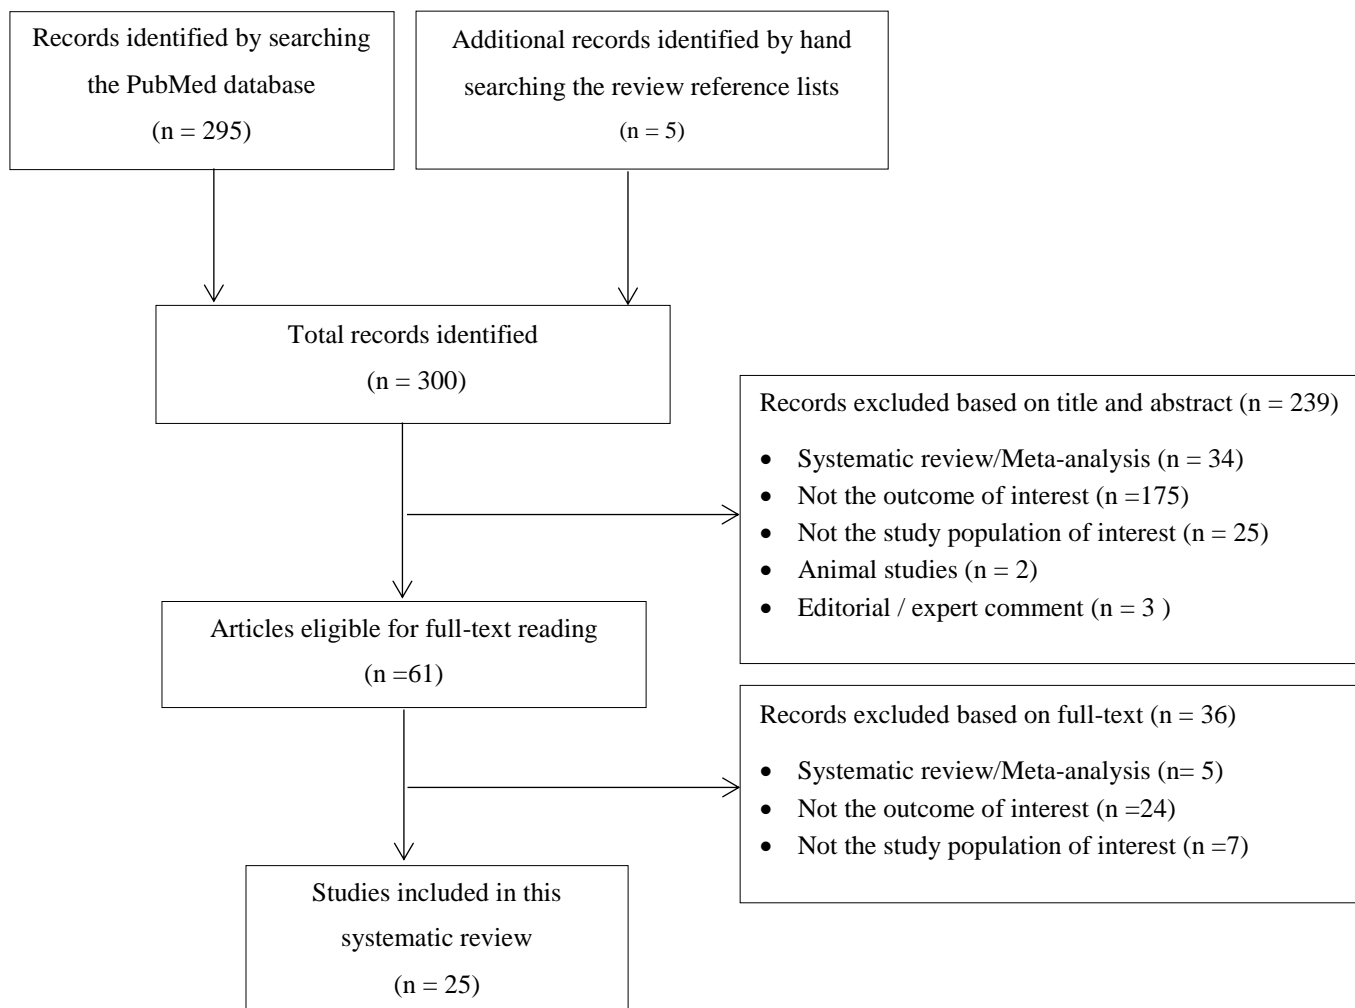 Records identified by searching
the PubMed database
(n = 295)
Additional records identified by hand
searching the review reference lists
(n = 5)
Total records identified
(n = 300)
Records excluded based on title and abstract (n = 239)
• Systematic review/Meta-analysis (n = 34)
• Not the outcome of interest (n =175)
• Not the study population of interest (n = 25)
• Animal studies (n = 2)
• Editorial / expert comment (n = 3 )
Articles eligible for full-text reading
(n =61)
Records excluded based on full-text (n = 36)
• Systematic review/Meta-analysis (n= 5)
• Not the outcome of interest (n =24)
• Not the study population of interest (n =7)
Studies included in this
systematic review
(n = 25)